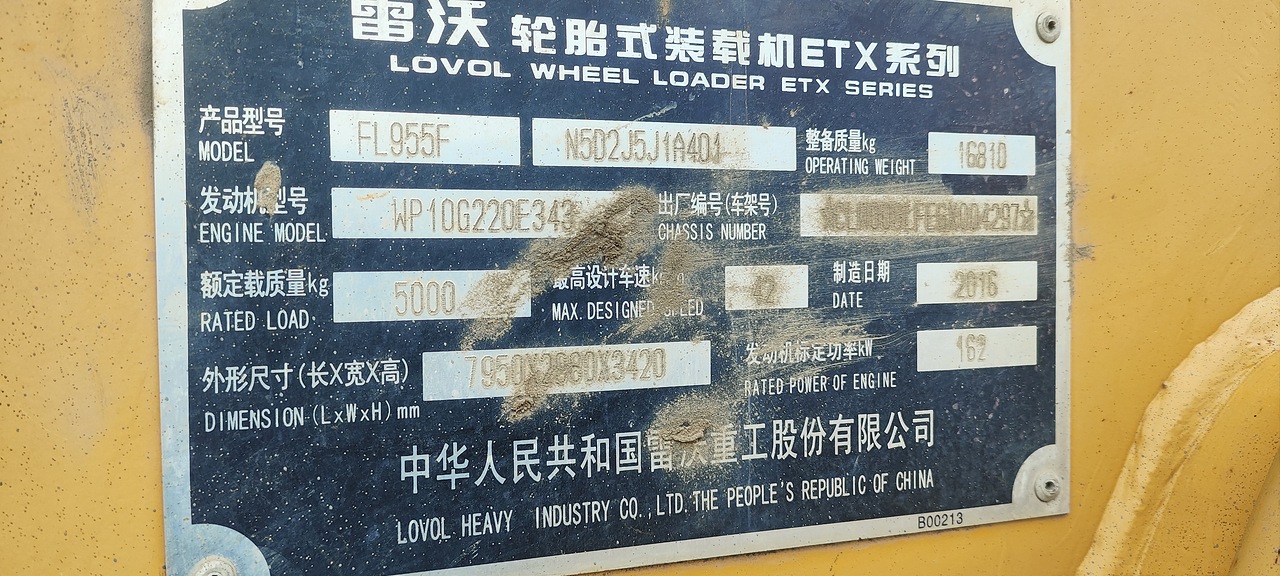 雷沃 轮胎式装载机ETX系列
LOVOL WHEEL LOADER ETX SERIES
产品型号 FL955F N5D2J5J1A401 整备质量kg 16810
MODEL OPERATING WEIGHT
发动机型号 WP10G220E343 出厂编号(车架号)
ENGINE MODEL CHASSIS NUMBER
额定载质量kg 5000 最高设计车速 42 制造日期 2016
RATED LOAD MAX.DESIGNED SPEED DATE
外形尺寸(长X宽X高) 发动机标定功率kW 162
DIMENSION(LxWxH)mm RATED POWER OF ENGINE
中华人民共和国雷沃重工股份有限公司
LOVOL HEAVY INDUSTRY CO.,LTD.THE PEOPLE'S REPUBLIC OF CHINA
B00213